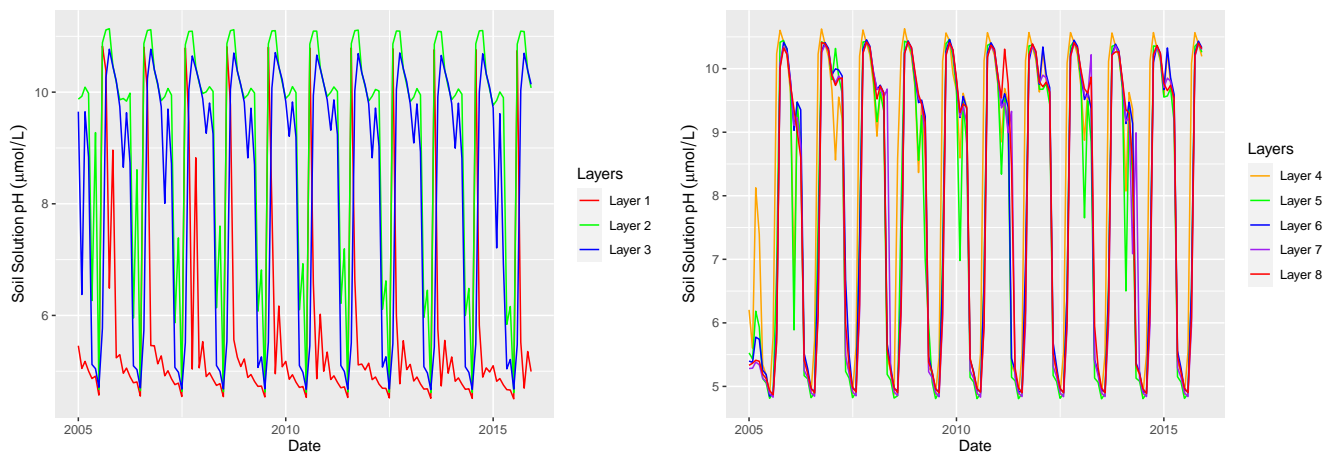 Soil Solution pH (µmol/L)
10
8
6
2005
2010
2015
Date
Layers
Layer 1
Layer 2
Layer 3
Soil Solution pH (µmol/L)
10
9
8
7
6
5
2005
2010
2015
Date
Layers
Layer 4
Layer 5
Layer 6
Layer 7
Layer 8